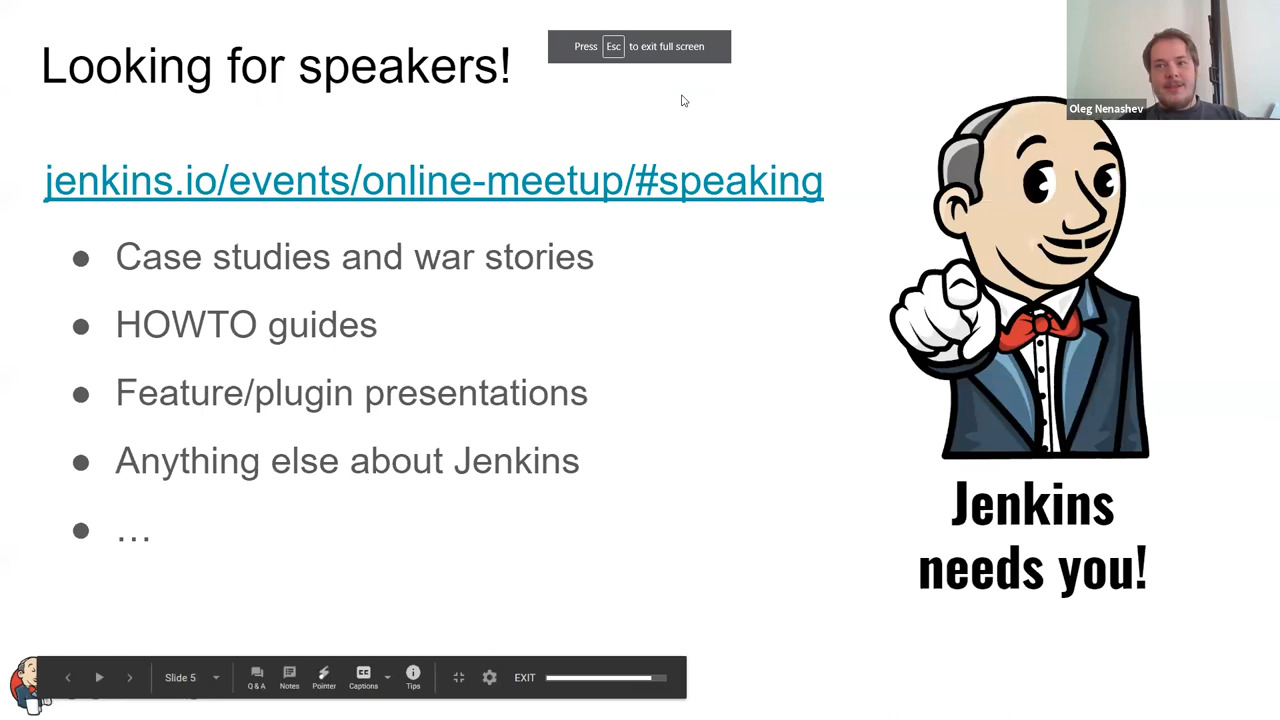 Looking for speakers!
Press Esc to exit full screen
Oleg Nenashev
jenkins.io/events/online-meetup/#speaking
● Case studies and war stories
● HOWTO guides
● Feature/plugin presentations
● Anything else about Jenkins
● …
Jenkins
needs you!
Slide 5
Q & A
Notes
Pointer
Captions
Tips
EXIT